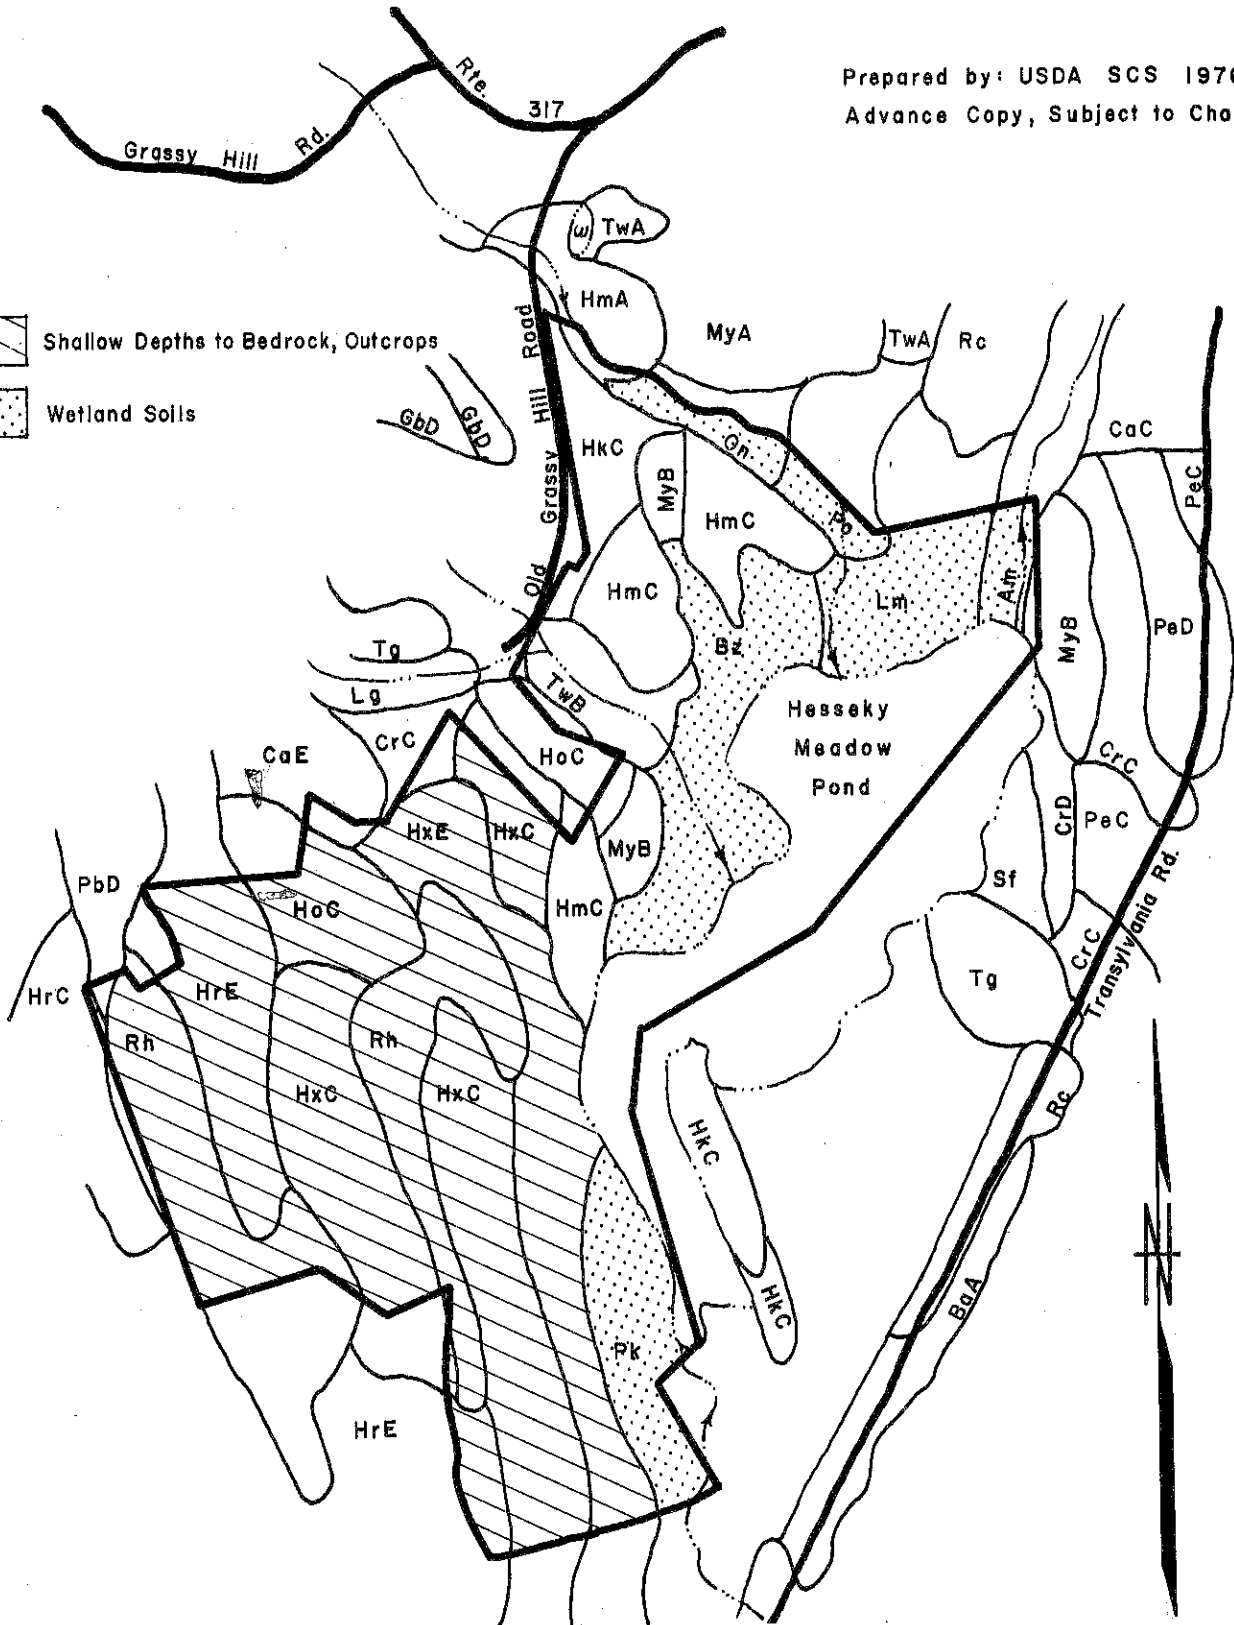 Prepared by: USDA SCS 1976
Advance Copy, Subject to Cha
Rte.
317
Grassy Hill Rd.
TwA
HmA
MyA
TwA
Rc
Shallow Depths to Bedrock, Outcrops
Wetland Soils
GbD
GbD
Old Grassy Hill Road
HkC
CaC
PeC
Gn
MyB
HmC
Po
Lm
Am
HmC
Bz
MyB
PeD
Tg
Lg
TwB
Hesseky
Meadow
Pond
CrC
HoC
CaE
CrC
CrD
PeC
HxE
HxC
MyB
Sf
PbD
HoC
HmC
Transylvania Rd.
CrC
Tg
HrC
HrE
Rh
Rh
HxC
HxC
Rc
HkC
HkC
BaA
N
Pk
HrE